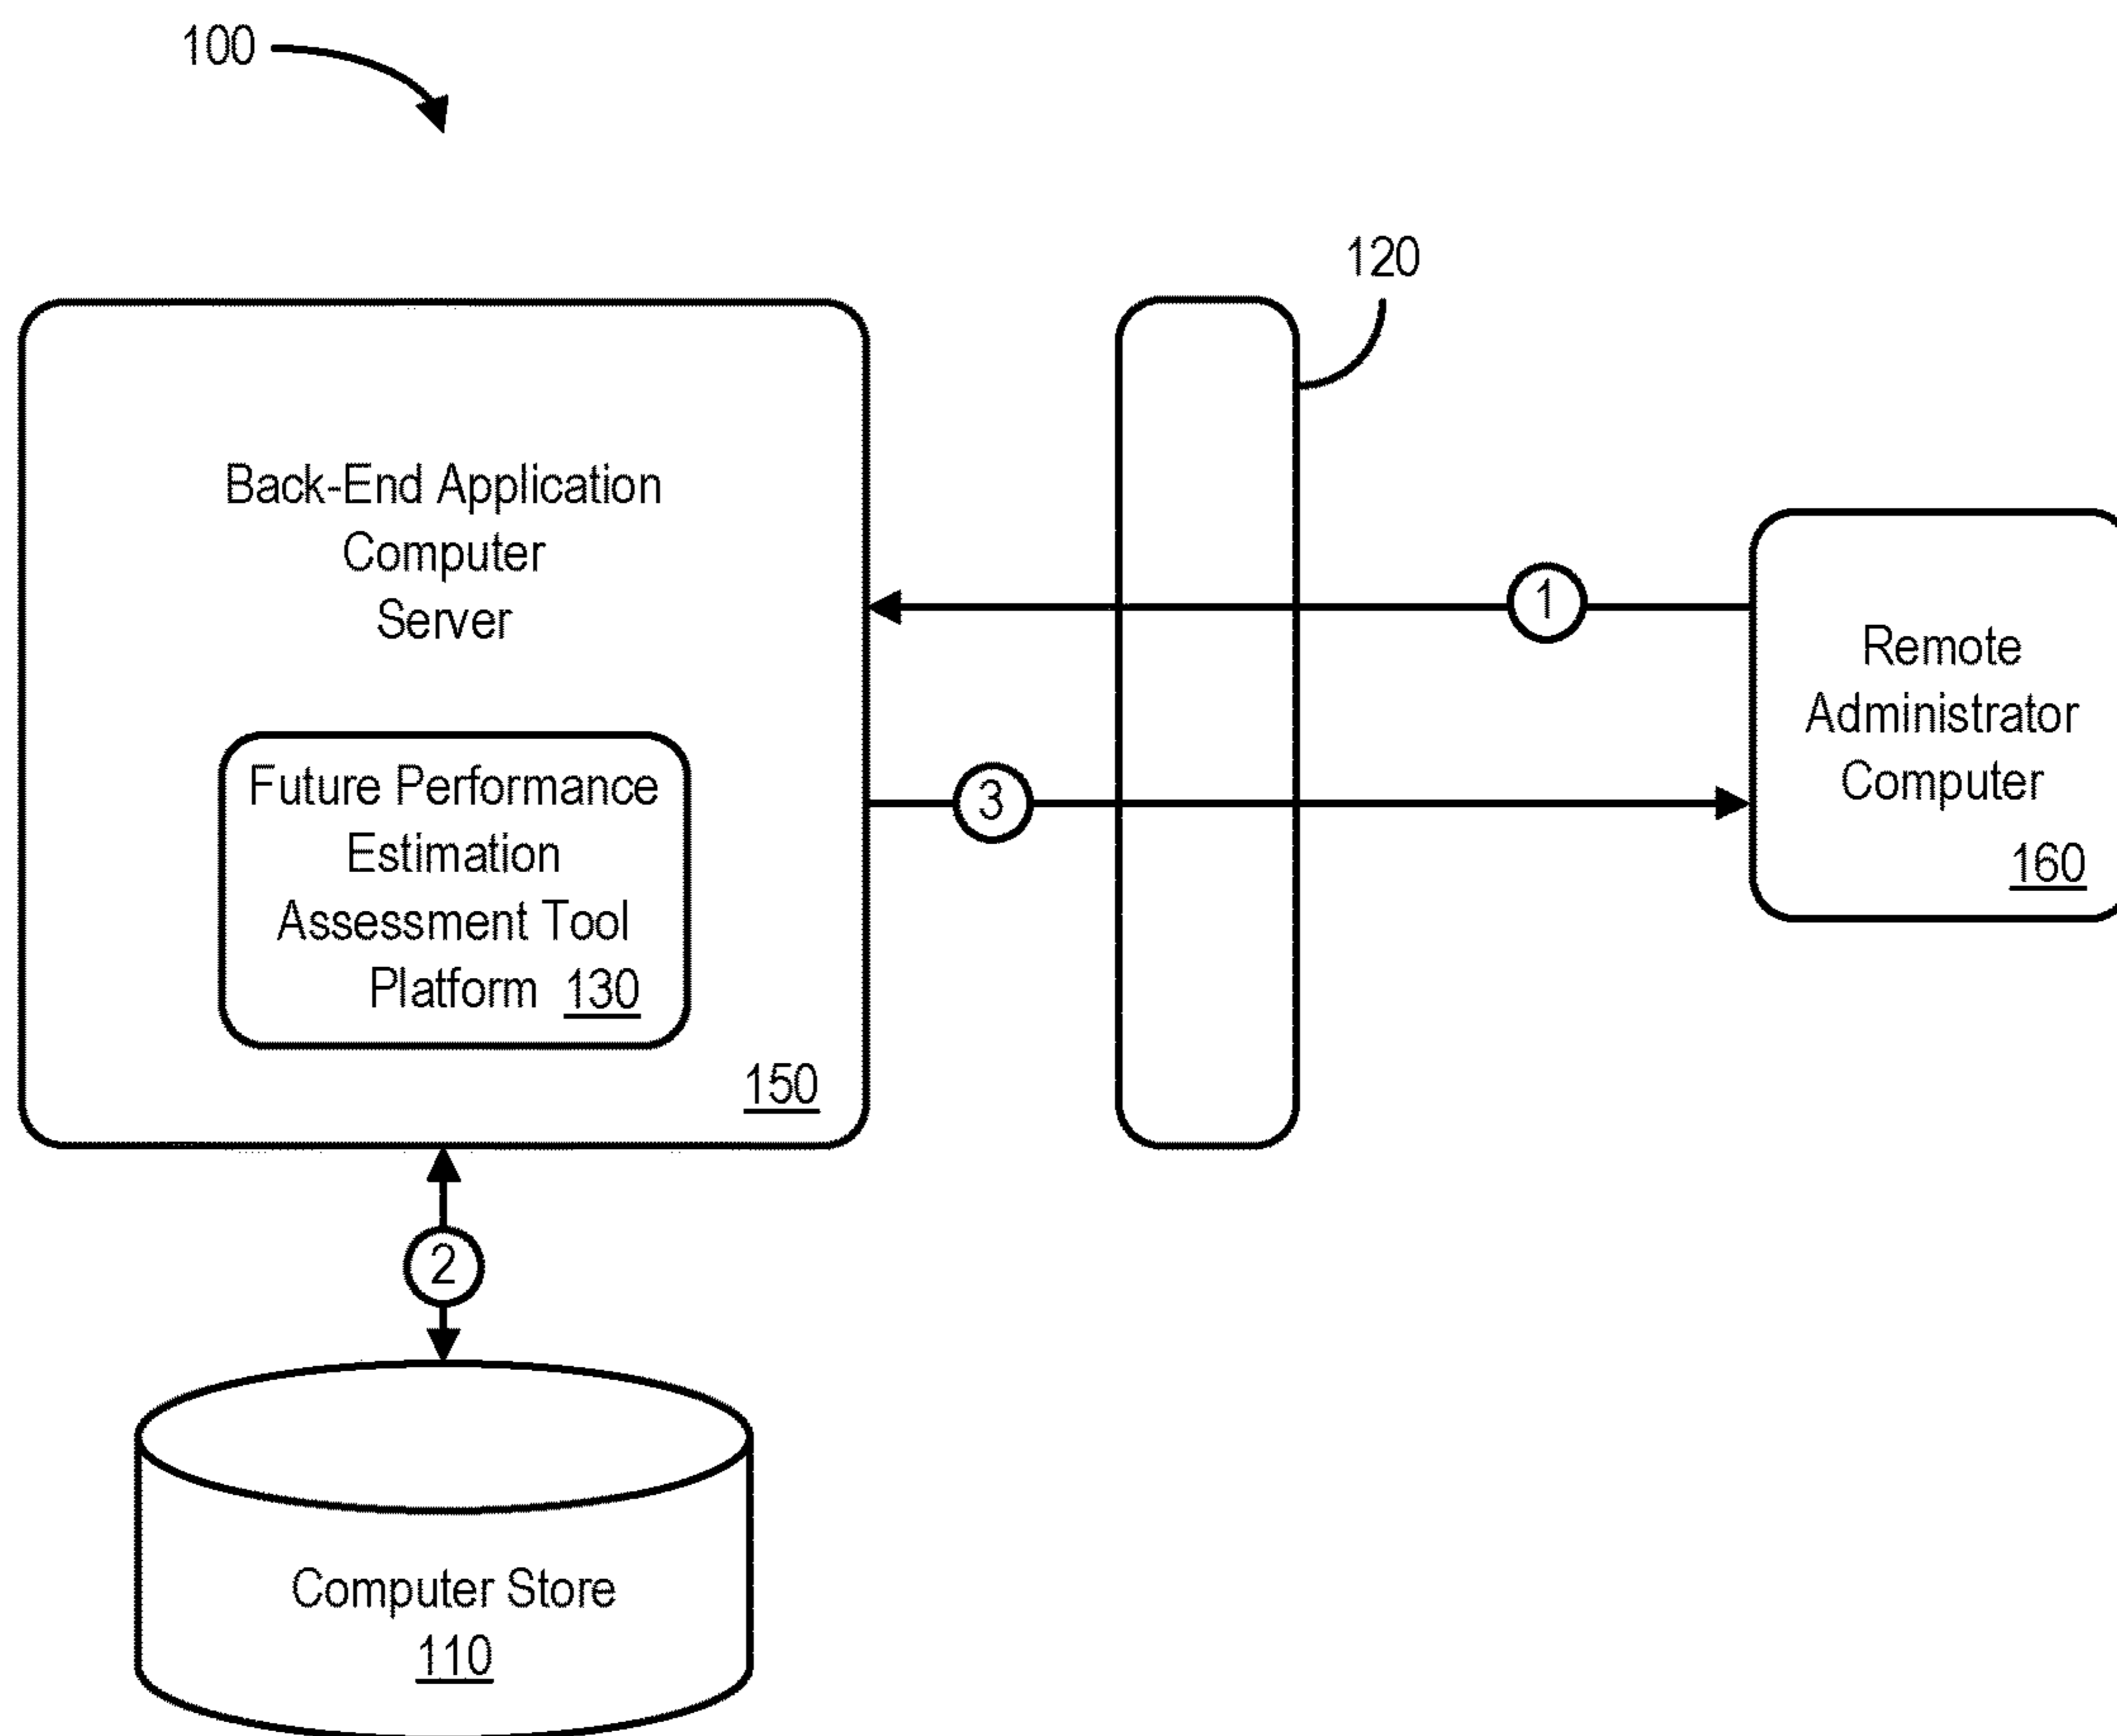 100
120
Back-End Application
Computer
Server
1
Remote
Administrator
Computer
160
3
Future Performance
Estimation
Assessment Tool
Platform 130
150
2
Computer Store
110